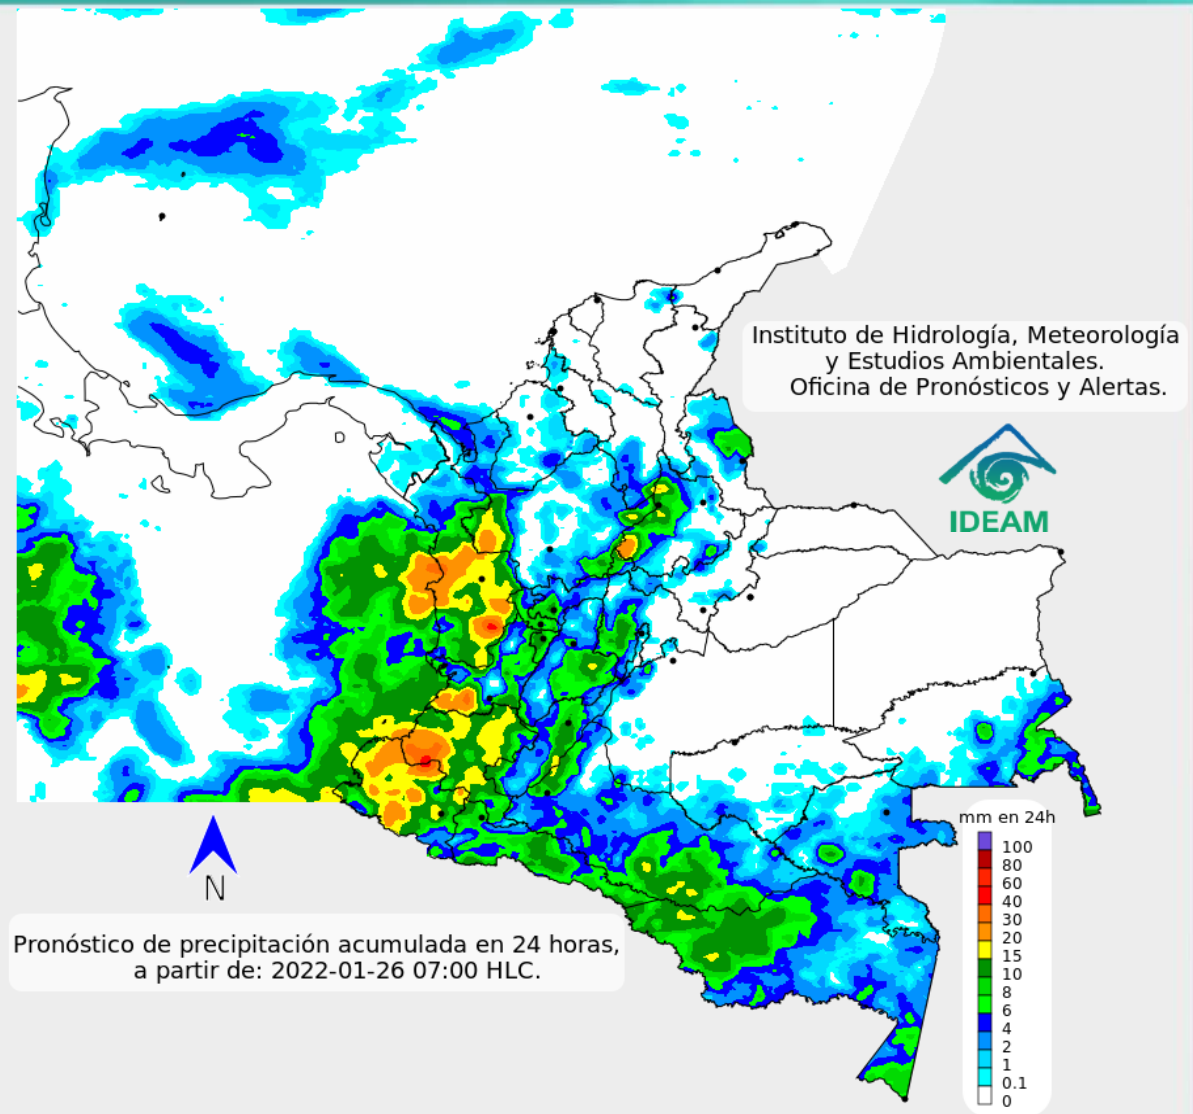 Instituto de Hidrología, Meteorología
y Estudios Ambientales.
Oficina de Pronósticos y Alertas.
IDEAM
mm en 24h
100
80
60
40
30
20
15
10
8
6
4
2
1
0.1
0
N
Pronóstico de precipitación acumulada en 24 horas,
a partir de: 2022-01-26 07:00 HLC.